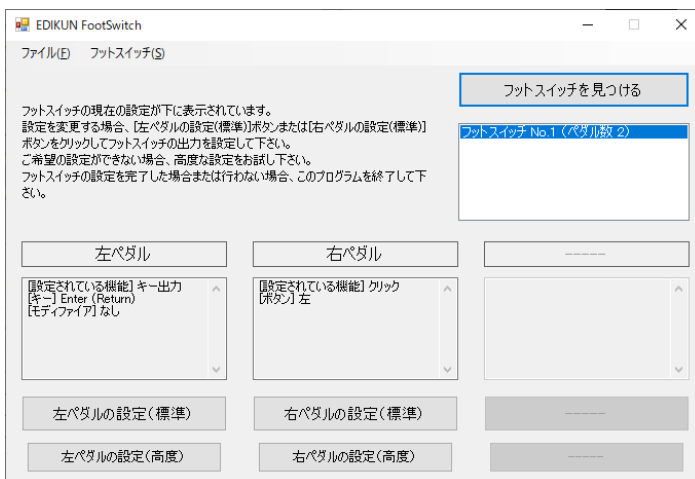 EDIKUN FootSwitch
ファイル(F) フットスイッチ(S)
フットスイッチを見つける
フットスイッチの現在の設定が下に表示されています。
設定を変更する場合、[左ペダルの設定(標準)]ボタンまたは[右ペダルの設定(標準)]
ボタンをクリックしてフットスイッチの出力を設定して下さい。
ご希望の設定ができない場合、高度な設定をお試し下さい。
フットスイッチの設定を完了した場合または行わない場合、このプログラムを終了して下
さい。
フットスイッチ No.1 (ペダル数 2)
左ペダル 右ペダル -----
[設定されている機能] キー出力
[キー] Enter (Return)
[モディファイア] なし
[設定されている機能] クリック
[ボタン] 左
左ペダルの設定(標準) 右ペダルの設定(標準) -----
左ペダルの設定(高度) 右ペダルの設定(高度) -----